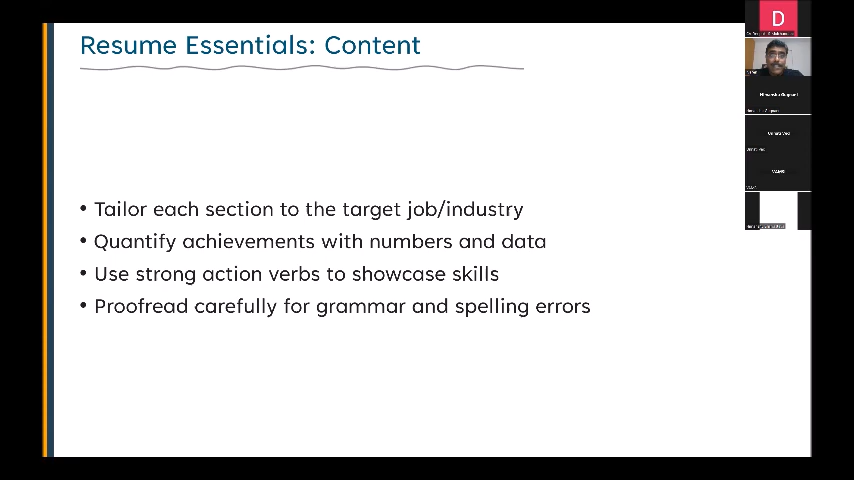 Resume Essentials: Content
• Tailor each section to the target job/industry
• Quantify achievements with numbers and data
• Use strong action verbs to showcase skills
• Proofread carefully for grammar and spelling errors
D